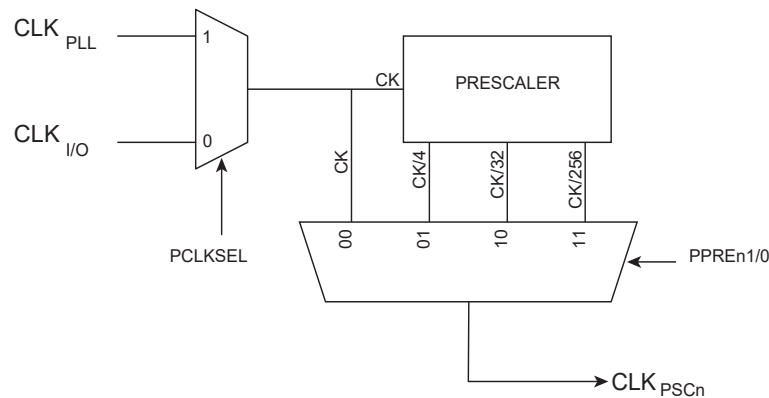 CLK PLL
1
CK
PRESCALER
CLK I/O
0
CK
CK/4
CK/32
CK/256
PCLKSEL
00
01
10
11
PPREn1/0
CLK PSCn